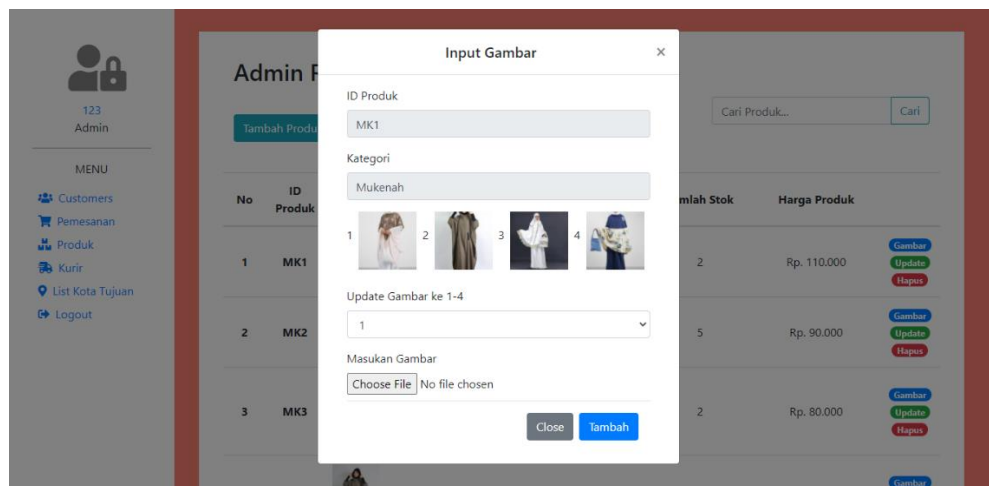 123
Admin
MENU
Customers
Pemesanan
Produk
Kurir
List Kota Tujuan
Logout
Admin
Tambah
Cari Produk... Cari
No ID Produk Stok Harga Produk
1 MK1 2 Rp. 110.000 Gambar Update Hapus
2 MK2 5 Rp. 90.000 Gambar Update Hapus
3 MK3 2 Rp. 80.000 Gambar Update Hapus
Gambar
Input Gambar ×
ID Produk
MK1
Kategori
Mukenah
1 2 3 4
Update Gambar ke 1-4
1
Masukan Gambar
Choose File No file chosen
Close Tambah